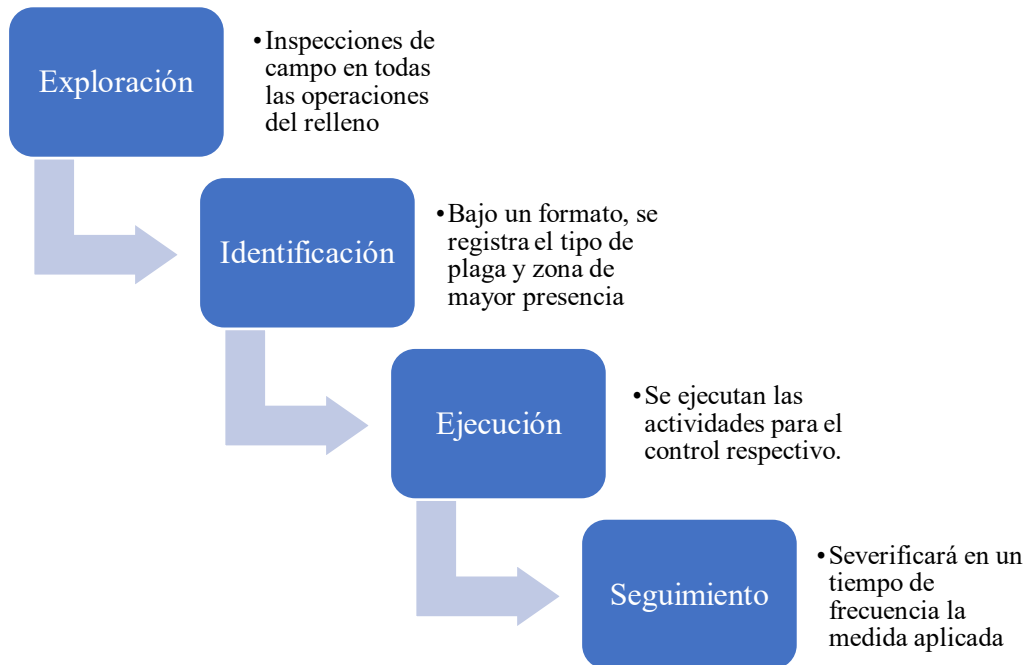 Exploración
•Inspecciones de
campo en todas
las operaciones
del relleno
Identificación
•Bajo un formato, se
registra el tipo de
plaga y zona de
mayor presencia
Ejecución
•Se ejecutan las
actividades para el
control respectivo.
Seguimiento
•Severificará en un
tiempo de
frecuencia la
medida aplicada